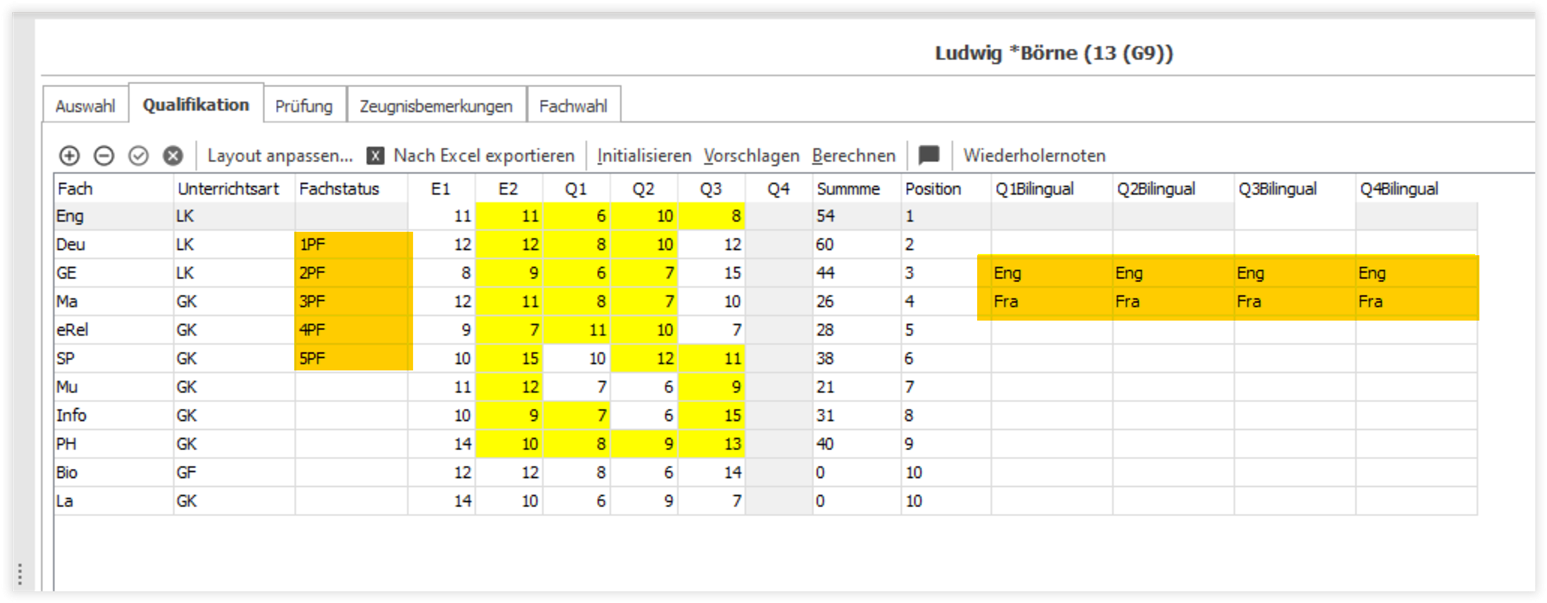 Ludwig *Börne (13 (G9))
Auswahl Qualifikation Prüfung Zeugnisbemerkungen Fachwahl
Layout anpassen... X Nach Excel exportieren Initialisieren Vorschlagen Berechnen Wiederholernoten
Fach Unterrichtsart Fachstatus E1 E2 Q1 Q2 Q3 Q4 Summme Position Q1Bilingual Q2Bilingual Q3Bilingual Q4Bilingual
Eng LK 11 11 6 10 8 54 1
Deu LK 1PF 12 12 8 10 12 60 2
GE LK 2PF 8 9 6 7 15 44 3 Eng Eng Eng Eng
Ma GK 3PF 12 11 8 7 10 26 4 Fra Fra Fra Fra
eRel GK 4PF 9 7 11 10 7 28 5
SP GK 5PF 10 15 10 12 11 38 6
Mu GK 11 12 7 6 9 21 7
Info GK 10 9 7 6 15 31 8
PH GK 14 10 8 9 13 40 9
Bio GF 12 12 8 6 14 0 10
La GK 14 10 6 9 7 0 10